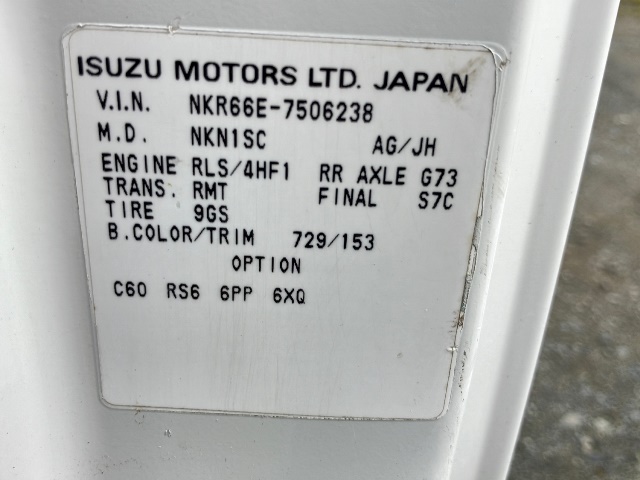 ISUZU MOTORS LTD. JAPAN
V.I.N. NKR66E-7506238
M.D. NKN1SC AG/JH
ENGINE RLS/4HF1 RR AXLE G73
TRANS. RMT FINAL S7C
TIRE 9GS
B.COLOR/TRIM 729/153
OPTION
C60 RS6 6PP 6XQ